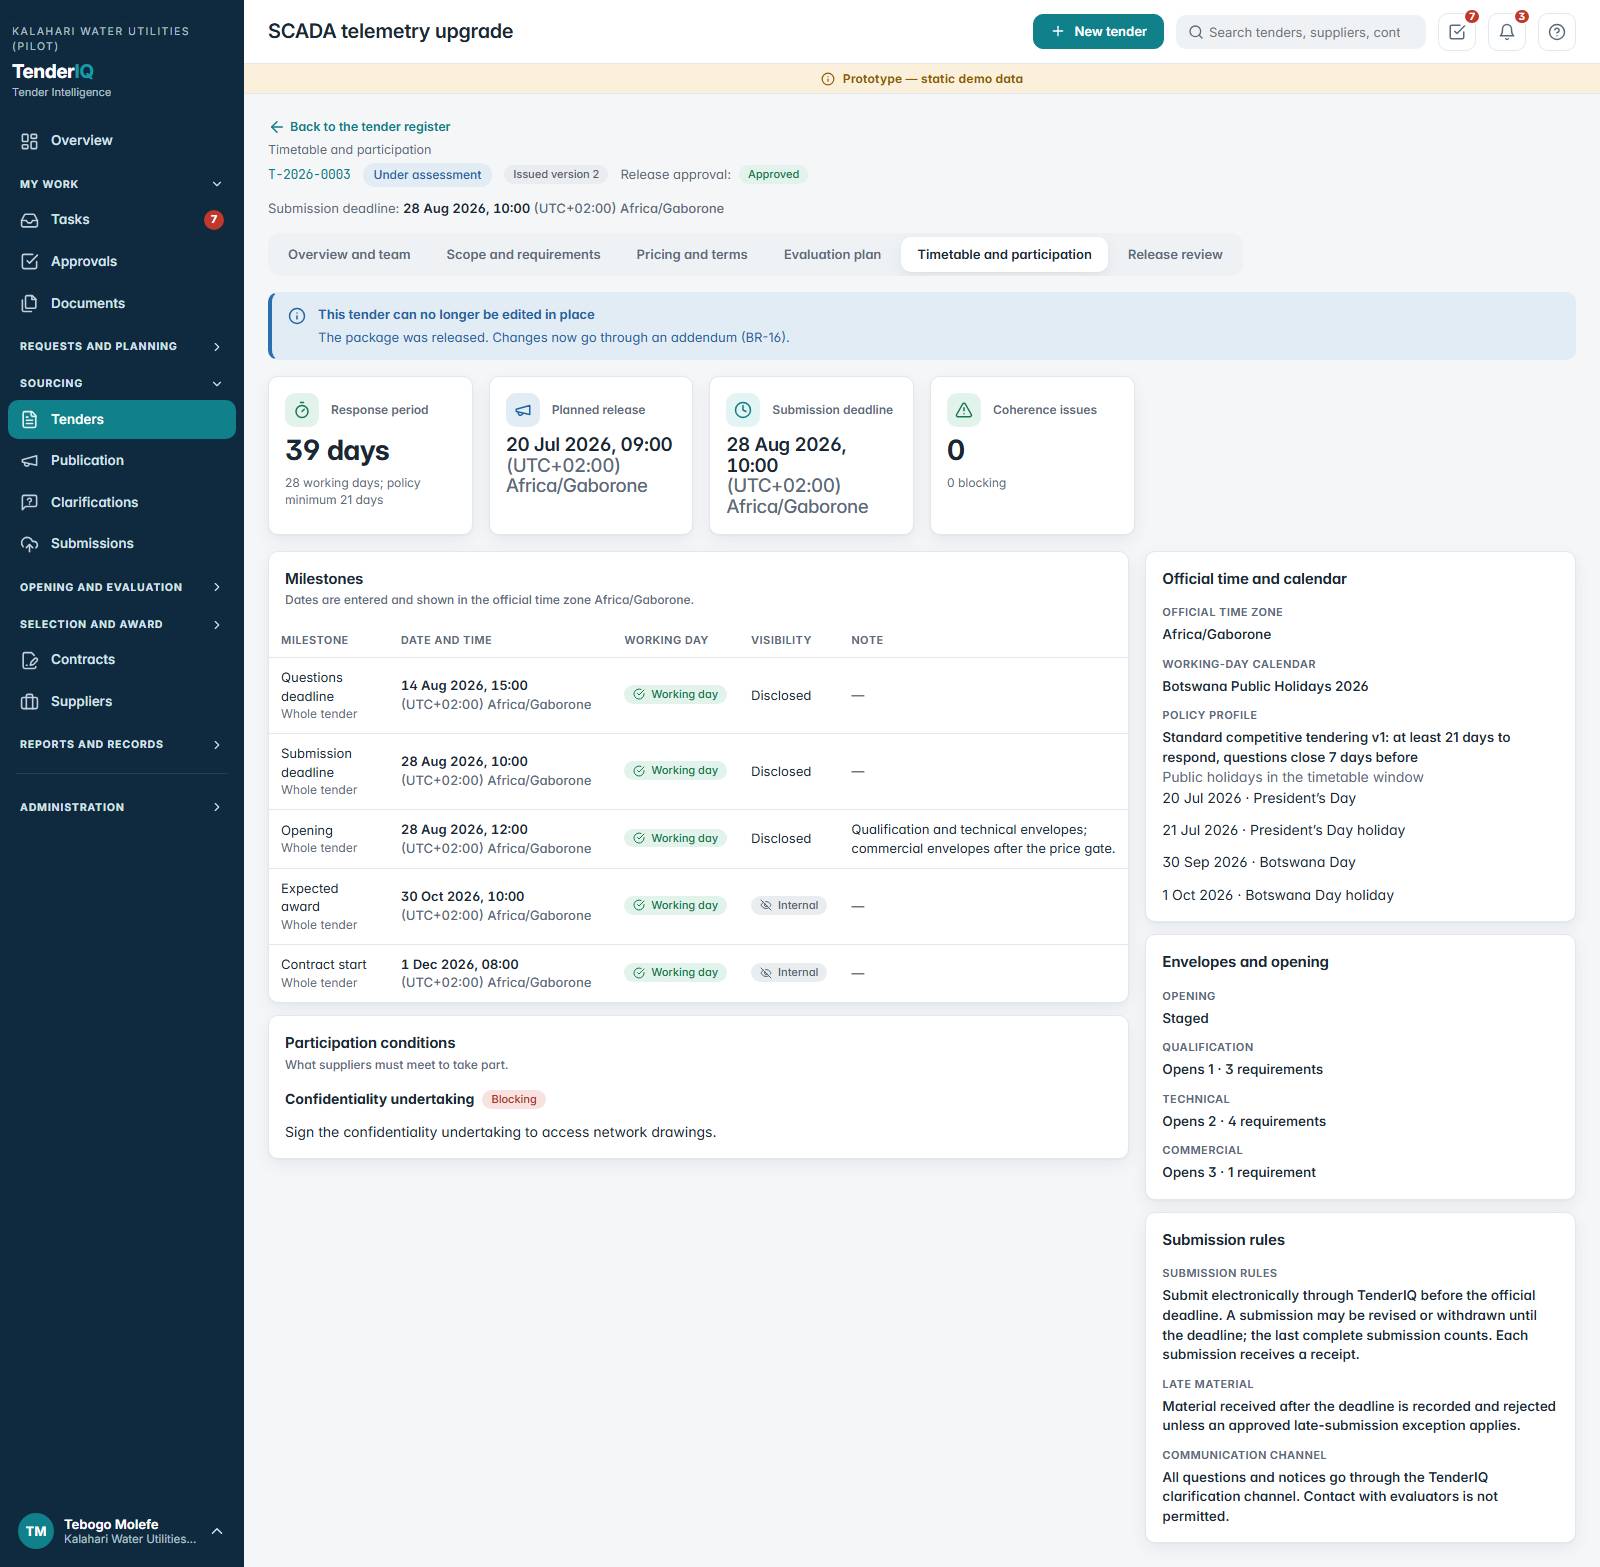 KALAHARI WATER UTILITIES
(PILOT)
TenderIQ
Tender Intelligence
Overview
MY WORK
Tasks 7
Approvals
Documents
REQUESTS AND PLANNING
SOURCING
Tenders
Publication
Clarifications
Submissions
OPENING AND EVALUATION
SELECTION AND AWARD
Contracts
Suppliers
REPORTS AND RECORDS
ADMINISTRATION
TM
Tebogo Molefe
Kalahari Water Utilities...
SCADA telemetry upgrade
New tender
Search tenders, suppliers, cont
7
3
Prototype — static demo data
Back to the tender register
Timetable and participation
T-2026-0003 Under assessment Issued version 2 Release approval: Approved
Submission deadline: 28 Aug 2026, 10:00 (UTC+02:00) Africa/Gaborone
Overview and team Scope and requirements Pricing and terms Evaluation plan Timetable and participation Release review
This tender can no longer be edited in place
The package was released. Changes now go through an addendum (BR-16).
Response period
39 days
28 working days; policy
minimum 21 days
Planned release
20 Jul 2026, 09:00
(UTC+02:00)
Africa/Gaborone
Submission deadline
28 Aug 2026,
10:00
(UTC+02:00)
Africa/Gaborone
Coherence issues
0
0 blocking
Milestones
Dates are entered and shown in the official time zone Africa/Gaborone.
MILESTONE DATE AND TIME WORKING DAY VISIBILITY NOTE
Questions
deadline
Whole tender
14 Aug 2026, 15:00
(UTC+02:00) Africa/Gaborone
Working day
Disclosed
—
Submission
deadline
Whole tender
28 Aug 2026, 10:00
(UTC+02:00) Africa/Gaborone
Working day
Disclosed
—
Opening
Whole tender
28 Aug 2026, 12:00
(UTC+02:00) Africa/Gaborone
Working day
Disclosed
Qualification and technical envelopes;
commercial envelopes after the price gate.
Expected
award
Whole tender
30 Oct 2026, 10:00
(UTC+02:00) Africa/Gaborone
Working day
Internal
—
Contract start
Whole tender
1 Dec 2026, 08:00
(UTC+02:00) Africa/Gaborone
Working day
Internal
—
Participation conditions
What suppliers must meet to take part.
Confidentiality undertaking Blocking
Sign the confidentiality undertaking to access network drawings.
Official time and calendar
OFFICIAL TIME ZONE
Africa/Gaborone
WORKING-DAY CALENDAR
Botswana Public Holidays 2026
POLICY PROFILE
Standard competitive tendering v1: at least 21 days to
respond, questions close 7 days before
Public holidays in the timetable window
20 Jul 2026 · President's Day
21 Jul 2026 · President's Day holiday
30 Sep 2026 · Botswana Day
1 Oct 2026 · Botswana Day holiday
Envelopes and opening
OPENING
Staged
QUALIFICATION
Opens 1 · 3 requirements
TECHNICAL
Opens 2 · 4 requirements
COMMERCIAL
Opens 3 · 1 requirement
Submission rules
SUBMISSION RULES
Submit electronically through TenderIQ before the official
deadline. A submission may be revised or withdrawn until
the deadline; the last complete submission counts. Each
submission receives a receipt.
LATE MATERIAL
Material received after the deadline is recorded and rejected
unless an approved late-submission exception applies.
COMMUNICATION CHANNEL
All questions and notices go through the TenderIQ
clarification channel. Contact with evaluators is not
permitted.